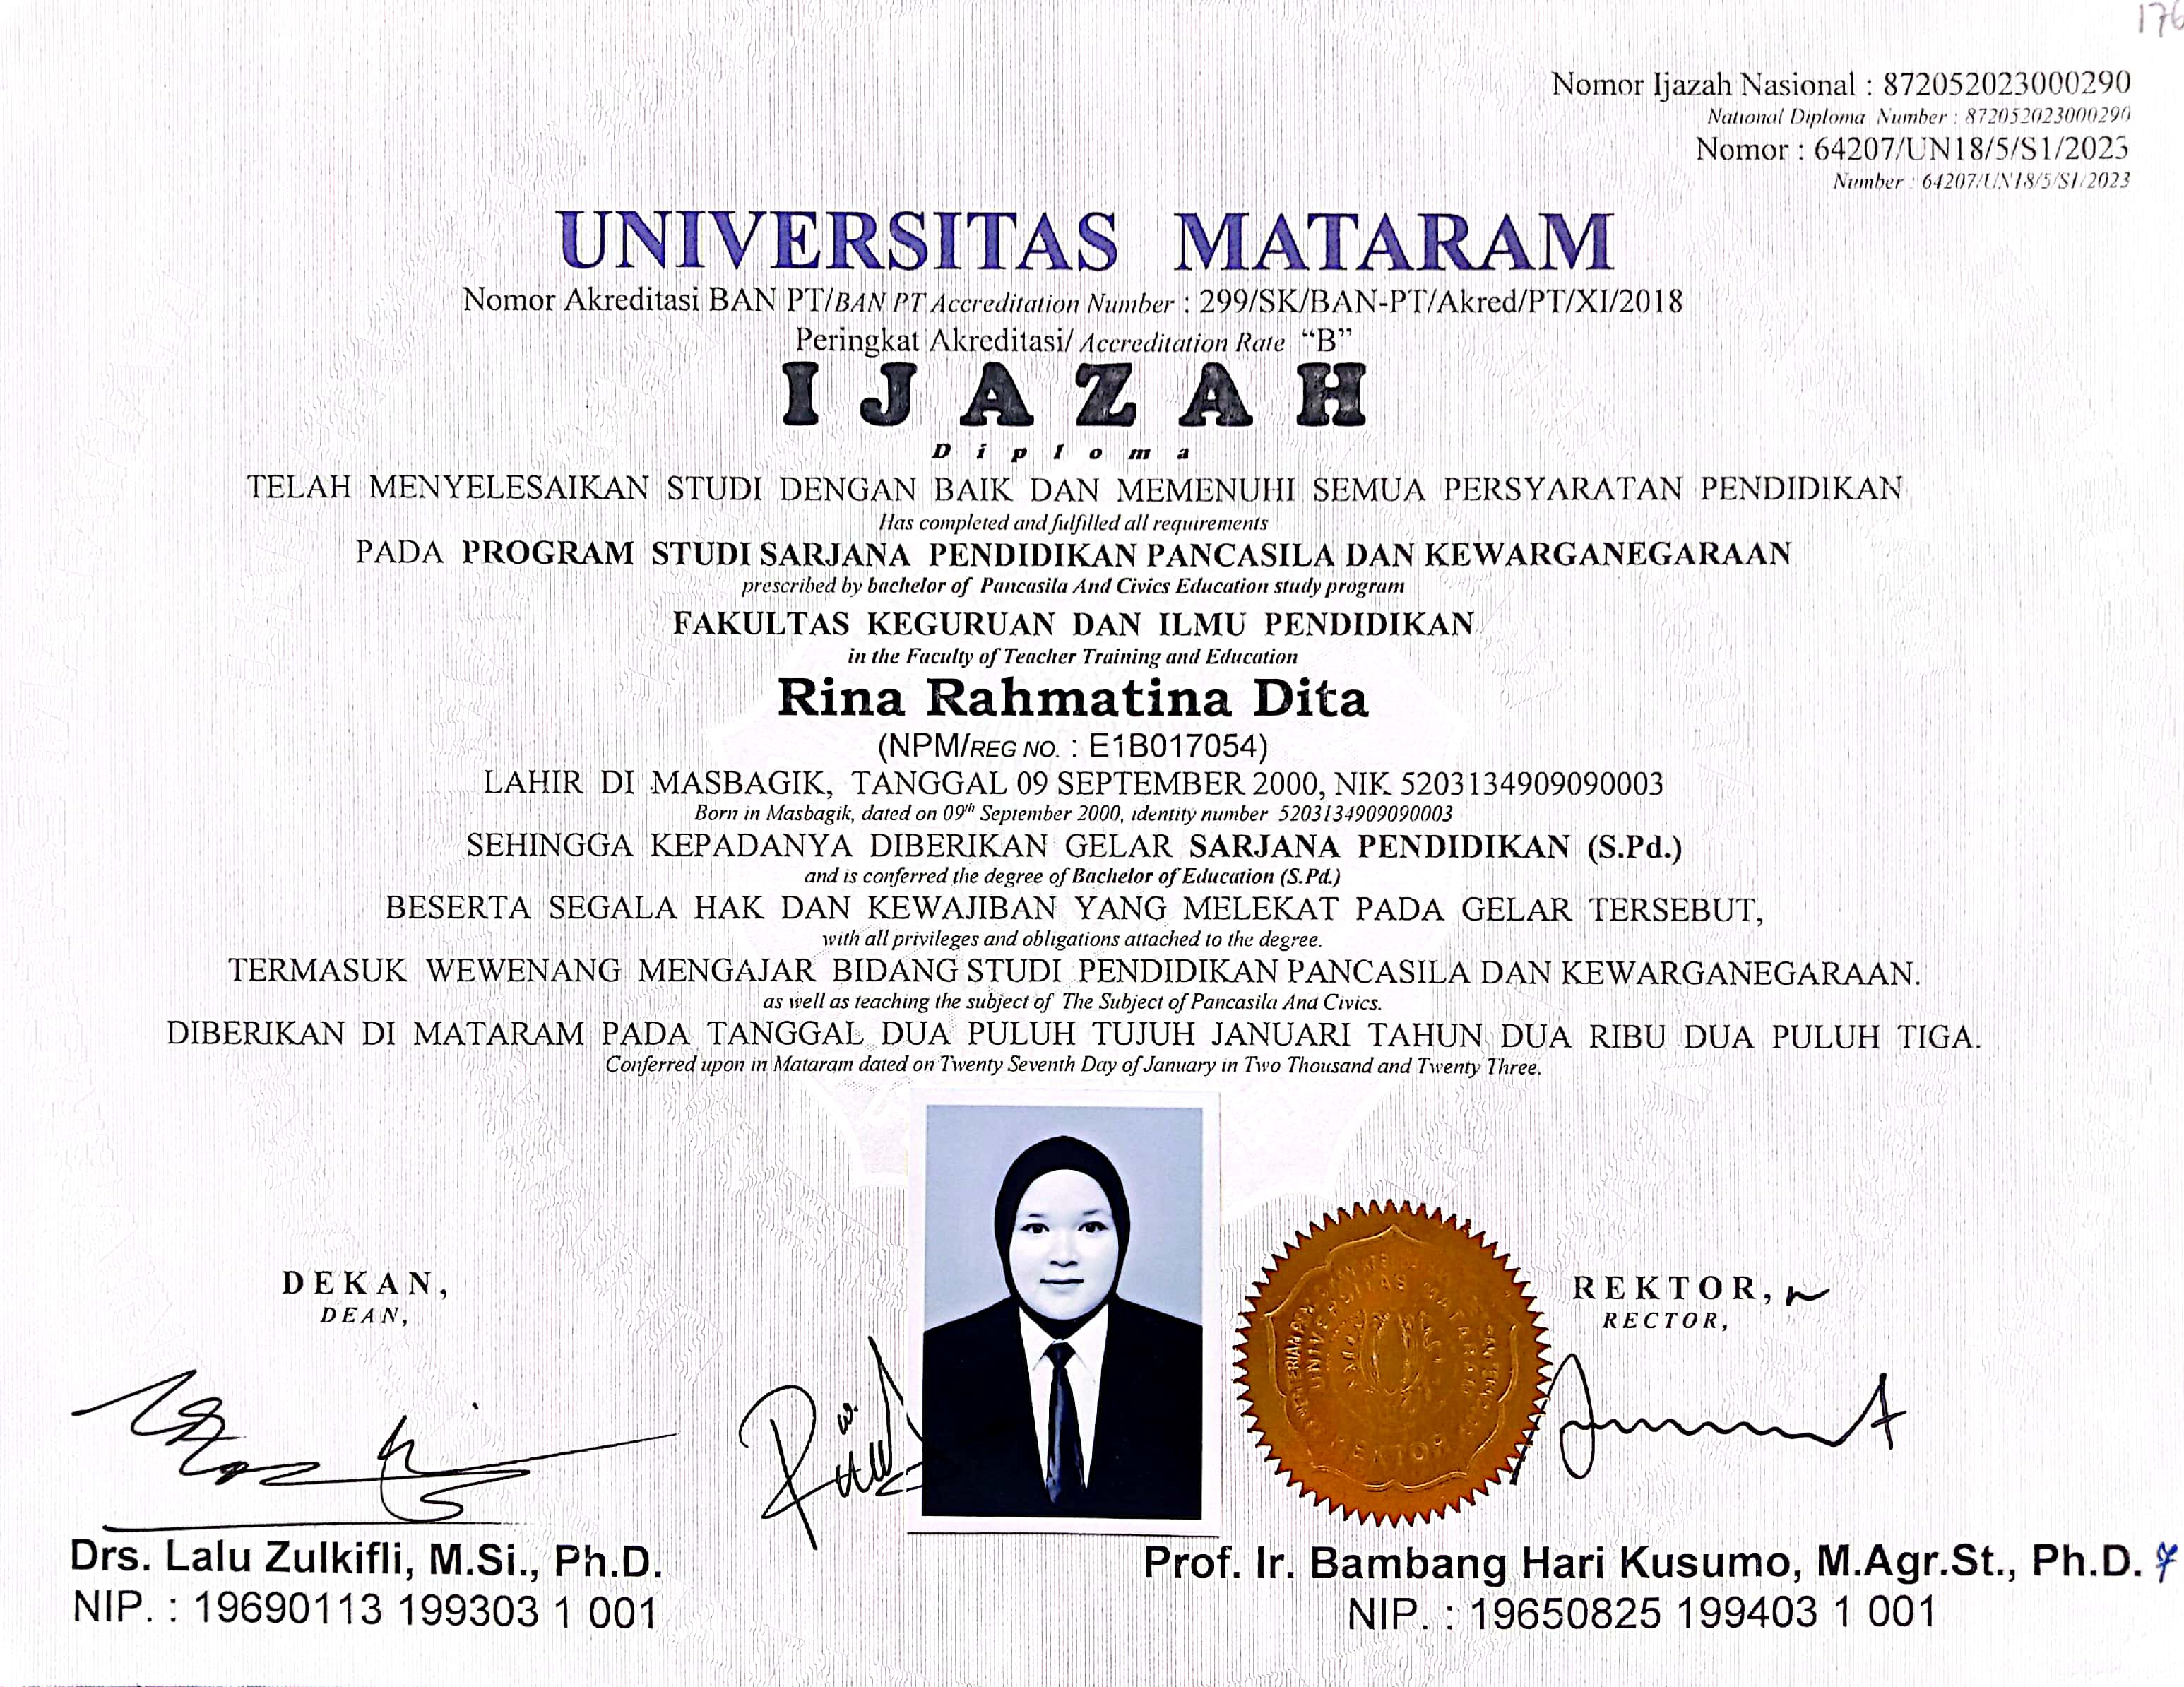 176
Nomor Ijazah Nasional : 872052023000290
National Diploma Number : 872052023000290
Nomor : 64207/UN18/5/S1/2023
Number : 64207/UN18/5/S1/2023
UNIVERSITAS MATARAM
Nomor Akreditasi BAN PT/BAN PT Accreditation Number : 299/SK/BAN-PT/Akred/PT/XI/2018
Peringkat Akreditasi/ Accreditation Rate “B”
IJAZAH
Diploma
TELAH MENYELESAIKAN STUDI DENGAN BAIK DAN MEMENUHI SEMUA PERSYARATAN PENDIDIKAN
Has completed and fulfilled all requirements
PADA PROGRAM STUDI SARJANA PENDIDIKAN PANCASILA DAN KEWARGANEGARAAN
prescribed by bachelor of Pancasila And Civics Education study program
FAKULTAS KEGURUAN DAN ILMU PENDIDIKAN
in the Faculty of Teacher Training and Education
Rina Rahmatina Dita
(NPM/REG NO. : E1B017054)
LAHIR DI MASBAGIK, TANGGAL 09 SEPTEMBER 2000, NIK 5203134909090003
Born in Masbagik, dated on 09th September 2000, identity number 5203134909090003
SEHINGGA KEPADANYA DIBERIKAN GELAR SARJANA PENDIDIKAN (S.Pd.)
and is conferred the degree of Bachelor of Education (S.Pd.)
BESERTA SEGALA HAK DAN KEWAJIBAN YANG MELEKAT PADA GELAR TERSEBUT,
with all privileges and obligations attached to the degree.
TERMASUK WEWENANG MENGAJAR BIDANG STUDI PENDIDIKAN PANCASILA DAN KEWARGANEGARAAN.
as well as teaching the subject of The Subject of Pancasila And Civics.
DIBERIKAN DI MATARAM PADA TANGGAL DUA PULUH TUJUH JANUARI TAHUN DUA RIBU DUA PULUH TIGA.
Conferred upon in Mataram dated on Twenty Seventh Day of January in Two Thousand and Twenty Three.
DEKAN,
DEAN,
REKTOR,
RECTOR,
UNIVERSITAS MATARAM
REKTOR
Drs. Lalu Zulkifli, M.Si., Ph.D.
NIP. : 19690113 199303 1 001
Prof. Ir. Bambang Hari Kusumo, M.Agr.St., Ph.D.
NIP. : 19650825 199403 1 001